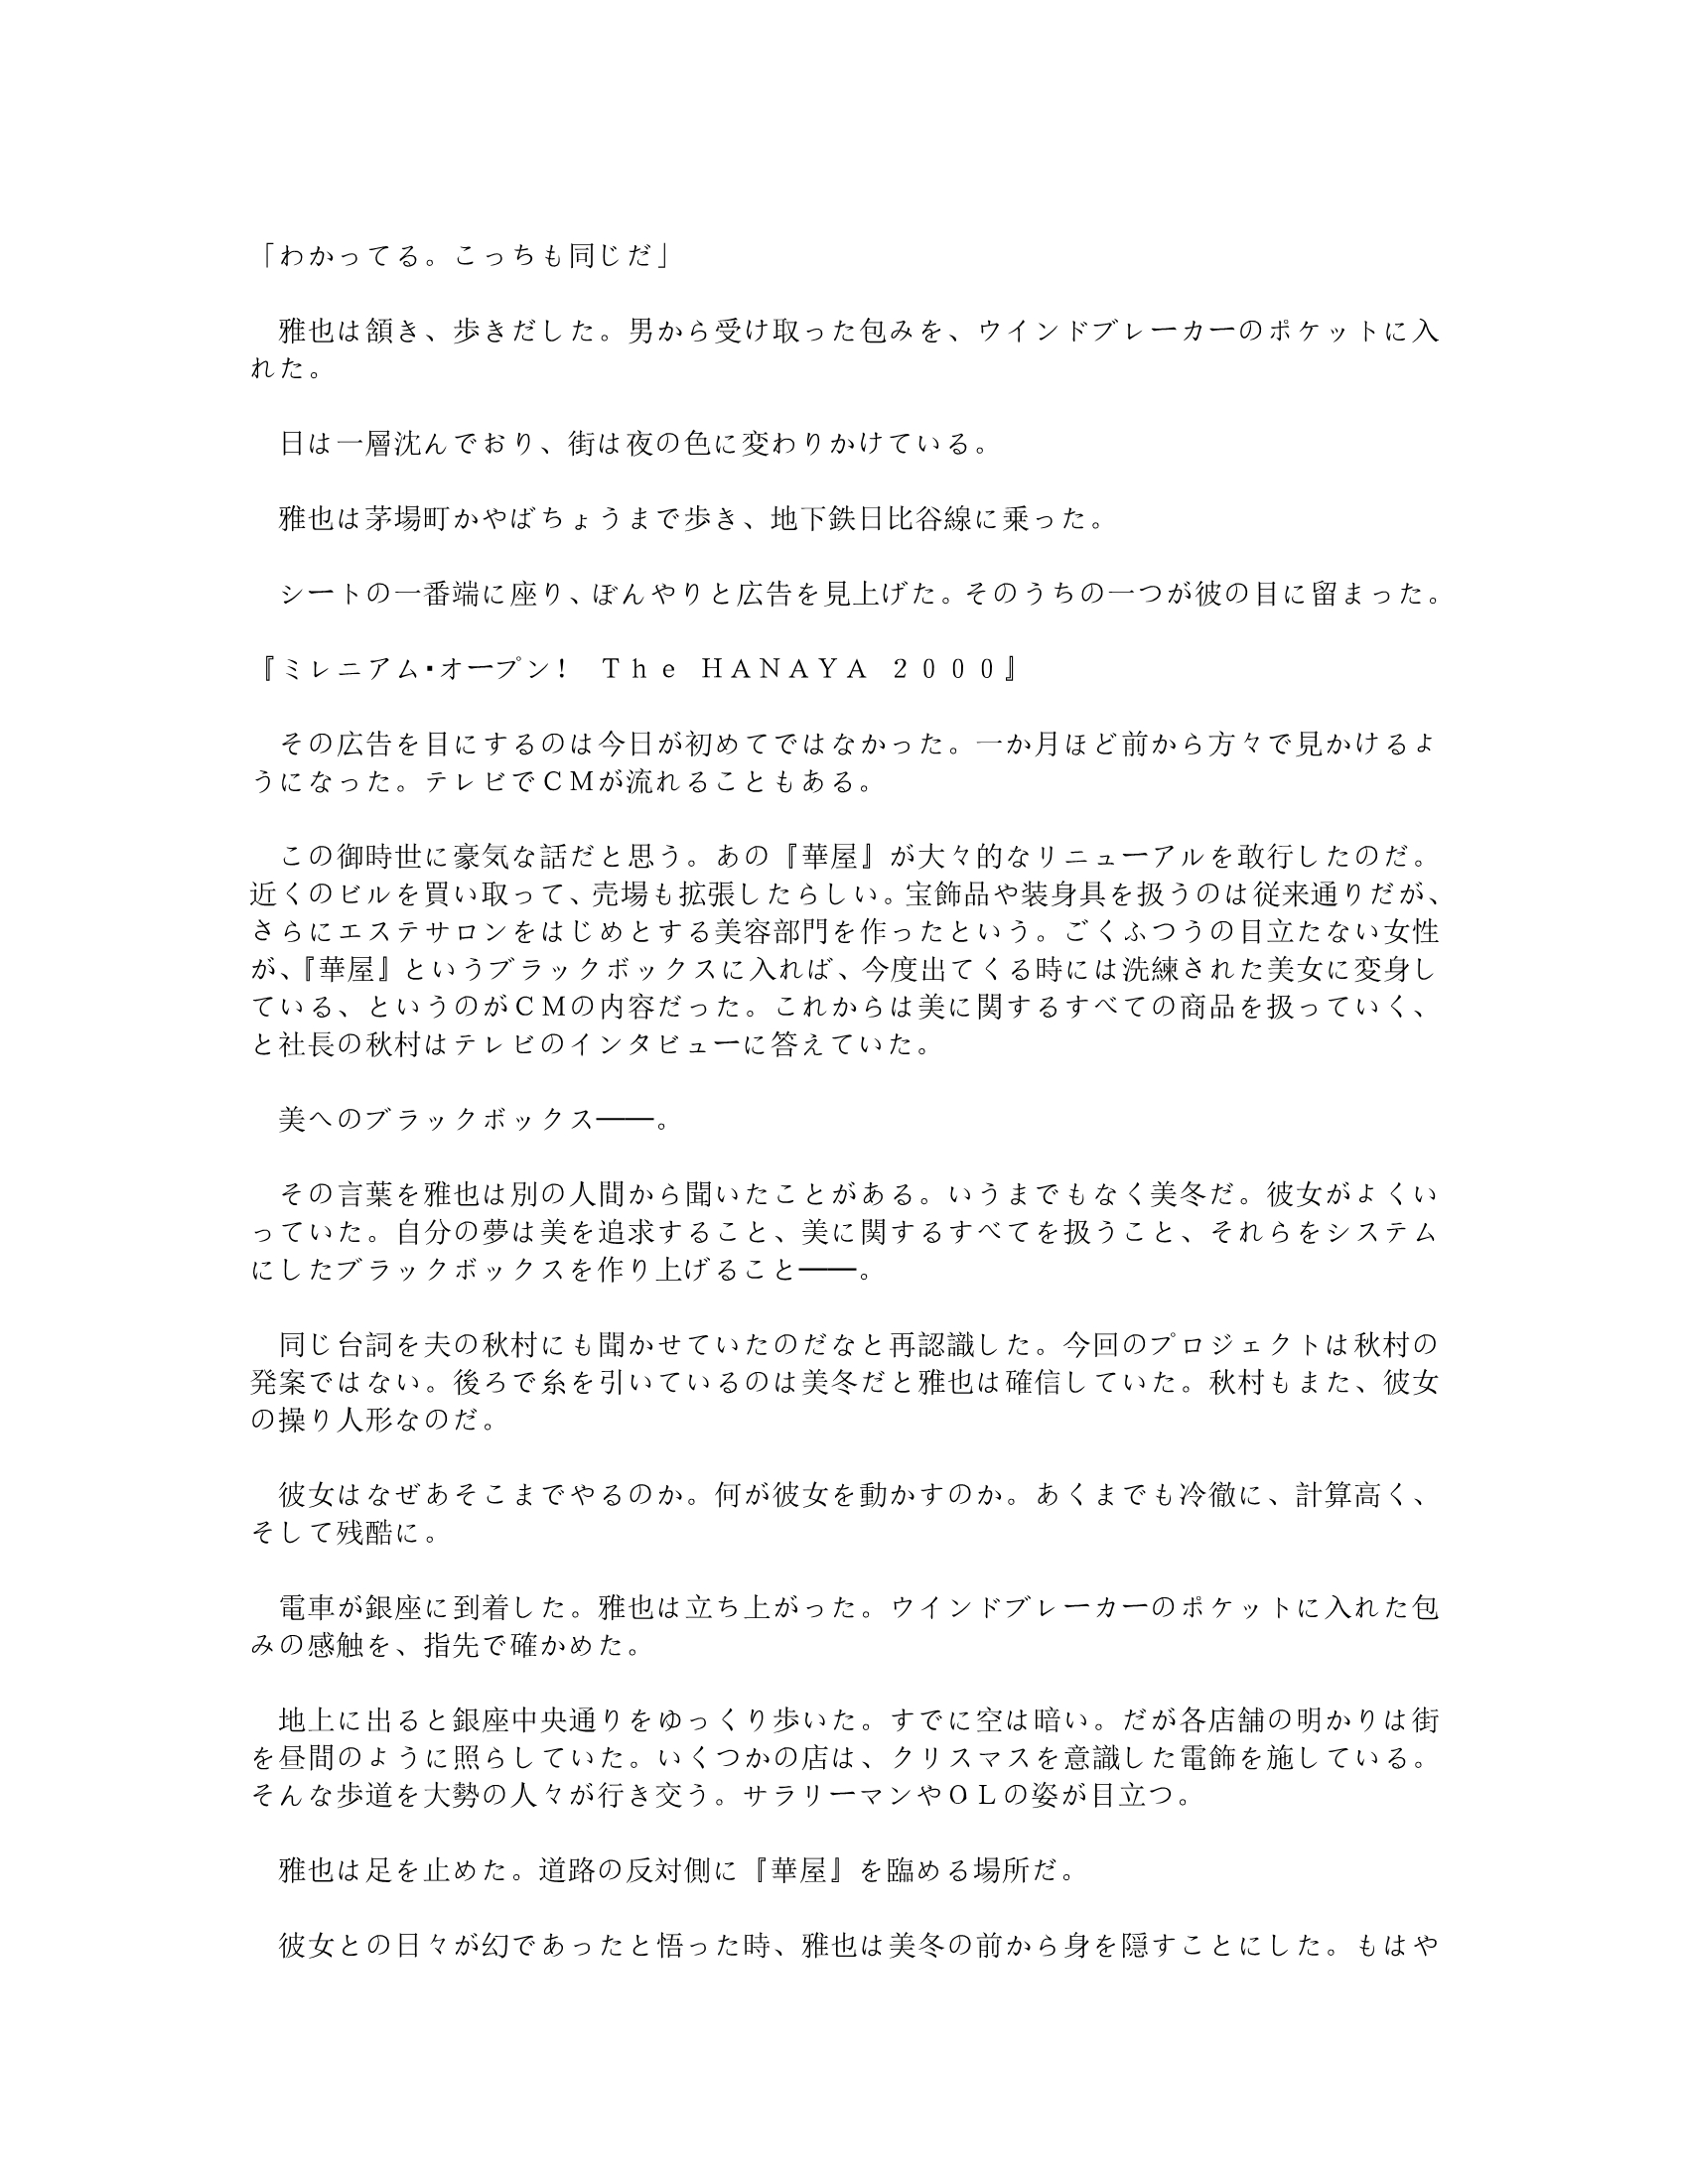 「わかってる。こっちも同じだ」
　雅也は頷き、歩きだした。男から受け取った包みを、ウインドブレーカーのポケットに入
れた。
　日は一層沈んでおり、街は夜の色に変わりかけている。
　雅也は茅場町かやばちょうまで歩き、地下鉄日比谷線に乗った。
　シートの一番端に座り、ぼんやりと広告を見上げた。そのうちの一つが彼の目に留まった。
『ミレニアム・オープン！　Ｔｈｅ　ＨＡＮＡＹＡ　２０００』
　その広告を目にするのは今日が初めてではなかった。一か月ほど前から方々で見かけるよ
うになった。テレビでＣＭが流れることもある。
　この御時世に豪気な話だと思う。あの『華屋』が大々的なリニューアルを敢行したのだ。
近くのビルを買い取って、売場も拡張したらしい。宝飾品や装身具を扱うのは従来通りだが、
さらにエステサロンをはじめとする美容部門を作ったという。ごくふつうの目立たない女性
が、『華屋』というブラックボックスに入れば、今度出てくる時には洗練された美女に変身し
ている、というのがＣＭの内容だった。これからは美に関するすべての商品を扱っていく、
と社長の秋村はテレビのインタビューに答えていた。
　美へのブラックボックス――。
　その言葉を雅也は別の人間から聞いたことがある。いうまでもなく美冬だ。彼女がよくい
っていた。自分の夢は美を追求すること、美に関するすべてを扱うこと、それらをシステム
にしたブラックボックスを作り上げること――。
　同じ台詞を夫の秋村にも聞かせていたのだなと再認識した。今回のプロジェクトは秋村の
発案ではない。後ろで糸を引いているのは美冬だと雅也は確信していた。秋村もまた、彼女
の操り人形なのだ。
　彼女はなぜあそこまでやるのか。何が彼女を動かすのか。あくまでも冷徹に、計算高く、
そして残酷に。
　電車が銀座に到着した。雅也は立ち上がった。ウインドブレーカーのポケットに入れた包
みの感触を、指先で確かめた。
　地上に出ると銀座中央通りをゆっくり歩いた。すでに空は暗い。だが各店舗の明かりは街
を昼間のように照らしていた。いくつかの店は、クリスマスを意識した電飾を施している。
そんな歩道を大勢の人々が行き交う。サラリーマンやＯＬの姿が目立つ。
　雅也は足を止めた。道路の反対側に『華屋』を臨める場所だ。
　彼女との日々が幻であったと悟った時、雅也は美冬の前から身を隠すことにした。もはや